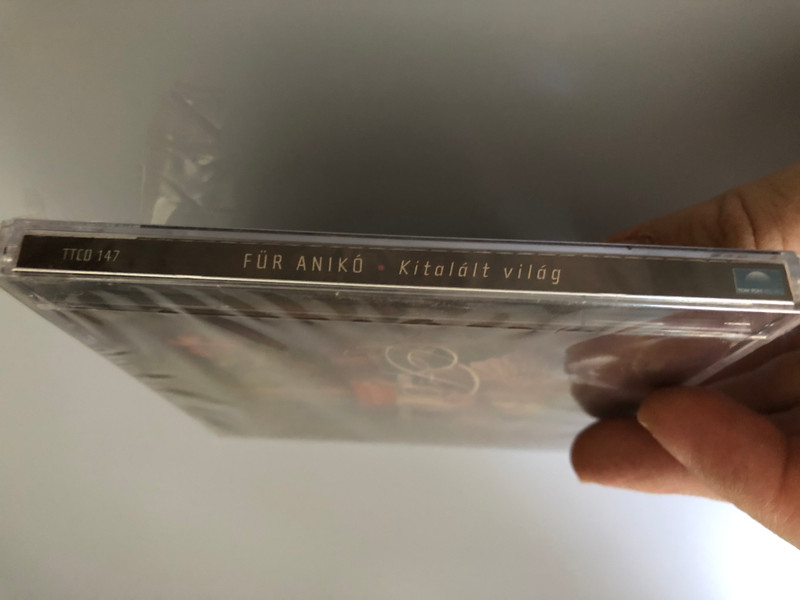 TTCD 147 FÜR ANIKÓ • Kitalált világ